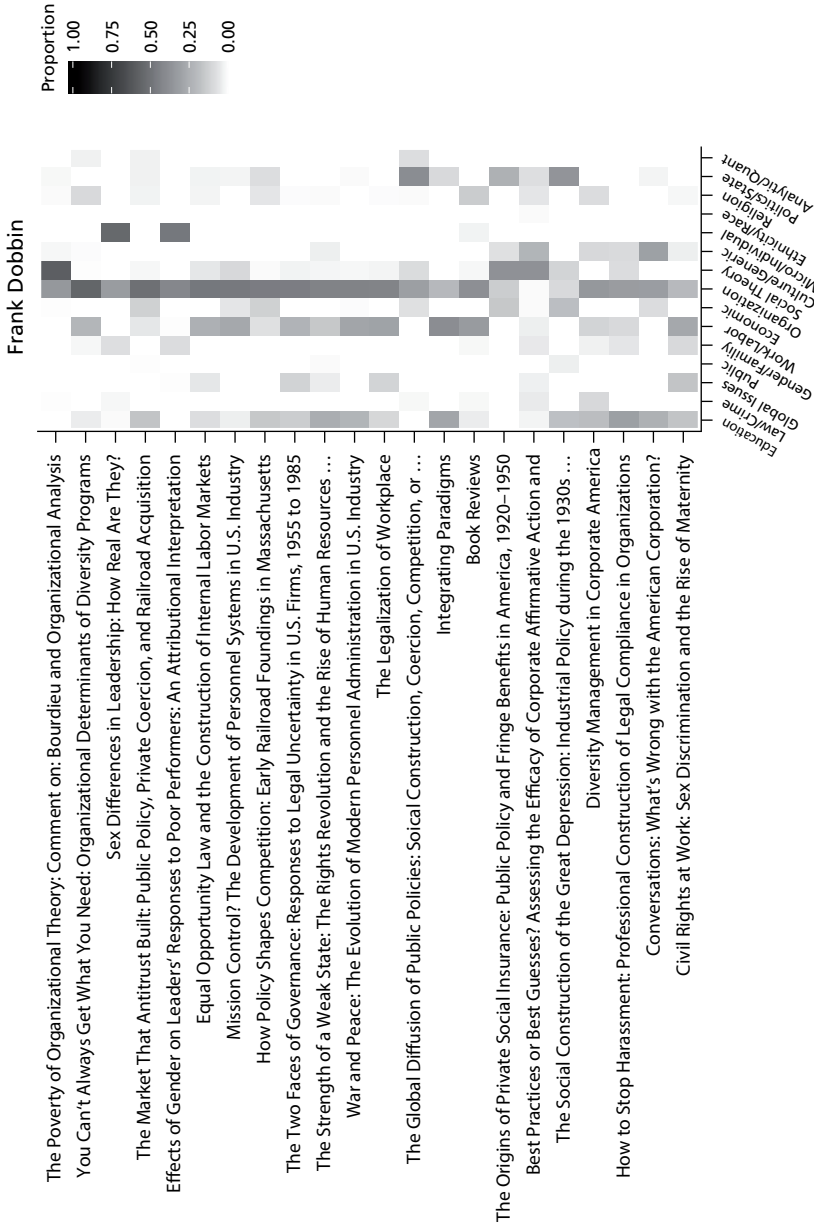 Frank Dobbin
Proportion
1.00
0.75
0.50
0.25
0.00
The Poverty of Organizational Theory: Comment on: Bourdieu and Organizational Analysis
You Can't Always Get What You Need: Organizational Determinants of Diversity Programs
Sex Differences in Leadership: How Real Are They?
The Market That Antitrust Built: Public Policy, Private Coercion, and Railroad Acquisition
Effects of Gender on Leaders' Responses to Poor Performers: An Attributional Interpretation
Equal Opportunity Law and the Construction of Internal Labor Markets
Mission Control? The Development of Personnel Systems in U.S. Industry
How Policy Shapes Competition: Early Railroad Foundings in Massachusetts
The Two Faces of Governance: Responses to Legal Uncertainty in U.S. Firms, 1955 to 1985
The Strength of a Weak State: The Rights Revolution and the Rise of Human Resources ...
War and Peace: The Evolution of Modern Personnel Administration in U.S. Industry
The Legalization of Workplace
The Global Diffusion of Public Policies: Soical Construction, Coercion, Competition, or ...
Integrating Paradigms
Book Reviews
The Origins of Private Social Insurance: Public Policy and Fringe Benefits in America, 1920–1950
Best Practices or Best Guesses? Assessing the Efficacy of Corporate Affirmative Action and
The Social Construction of the Great Depression: Industrial Policy during the 1930s ...
Diversity Management in Corporate America
How to Stop Harassment: Professional Construction of Legal Compliance in Organizations
Conversations: What's Wrong with the American Corporation?
Civil Rights at Work: Sex Discrimination and the Rise of Maternity
Education
Law/Crime
Global Issues
Public
Gender/Familiy
Work/Labor
Economic
Organization
Social Theory
Culture/Generic
Micro/Individual
Ethnicity/Race
Religion
Politics/State
Analytic/Quant